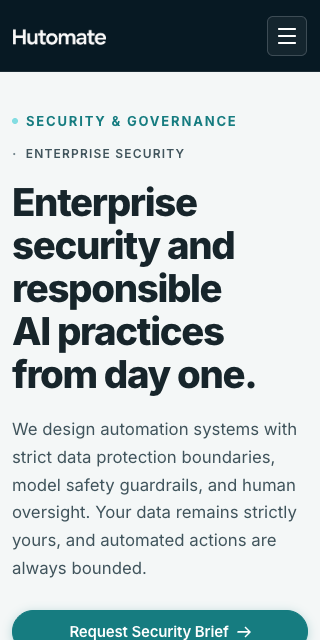 Hutomate
SECURITY & GOVERNANCE
· ENTERPRISE SECURITY
Enterprise
security and
responsible
AI practices
from day one.
We design automation systems with
strict data protection boundaries,
model safety guardrails, and human
oversight. Your data remains strictly
yours, and automated actions are
always bounded.
Request Security Brief →